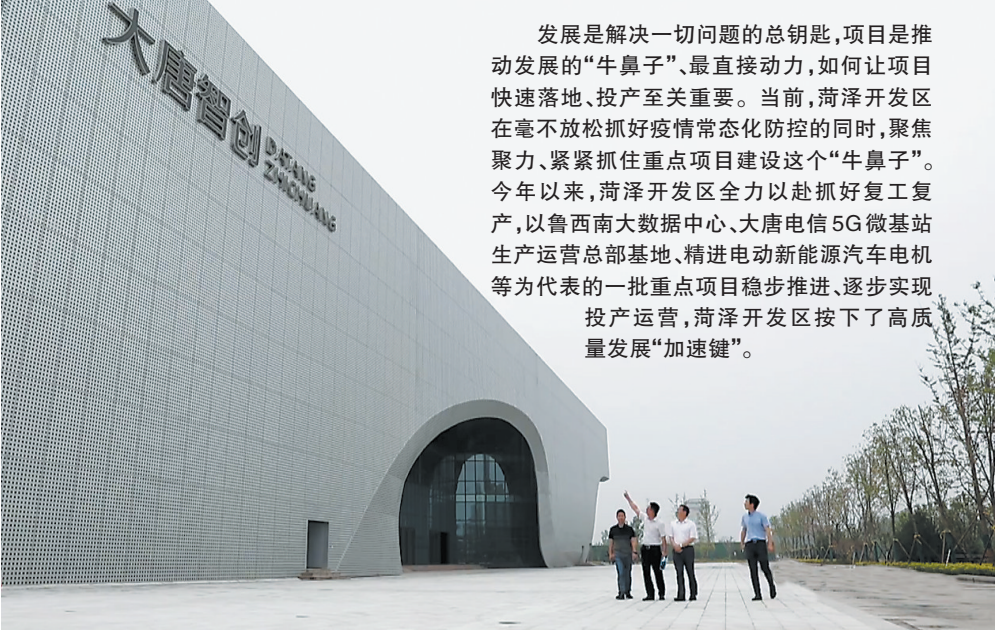 大唐智创
DATANG
ZHICHUANG
发展是解决一切问题的总钥匙,项目是推
动发展的“牛鼻子”、最直接动力,如何让项目
快速落地、投产至关重要。当前,菏泽开发区
在毫不放松抓好疫情常态化防控的同时,聚焦
聚力、紧紧抓住重点项目建设这个“牛鼻子”。
今年以来,菏泽开发区全力以赴抓好复工复
产,以鲁西南大数据中心、大唐电信5G微基站
生产运营总部基地、精进电动新能源汽车电机
等为代表的一批重点项目稳步推进、逐步实现
投产运营,菏泽开发区按下了高质
量发展“加速键”。